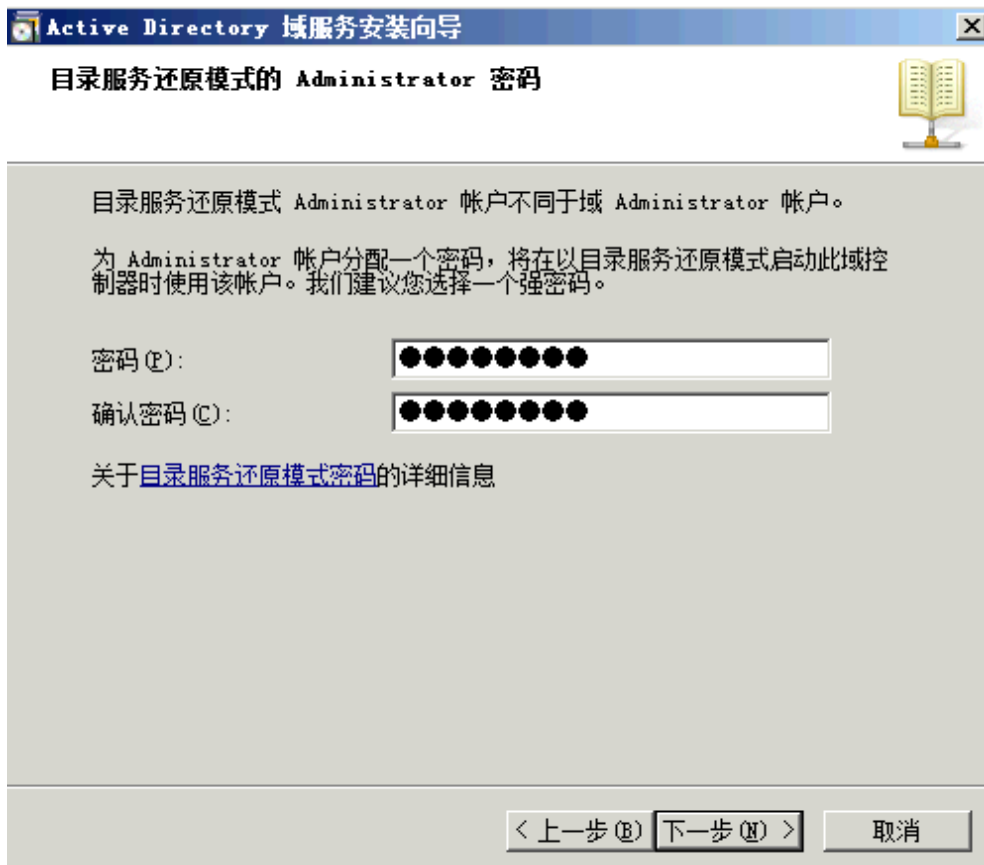 Active Directory 域服务安装向导
目录服务还原模式的 Administrator 密码
目录服务还原模式 Administrator 帐户不同于域 Administrator 帐户。
为 Administrator 帐户分配一个密码，将在以目录服务还原模式启动此域控
制器时使用该帐户。我们建议您选择一个强密码。
密码(P):
●●●●●●●●
确认密码(C):
●●●●●●●●
关于目录服务还原模式密码的详细信息
< 上一步(B) 下一步(N) > 取消